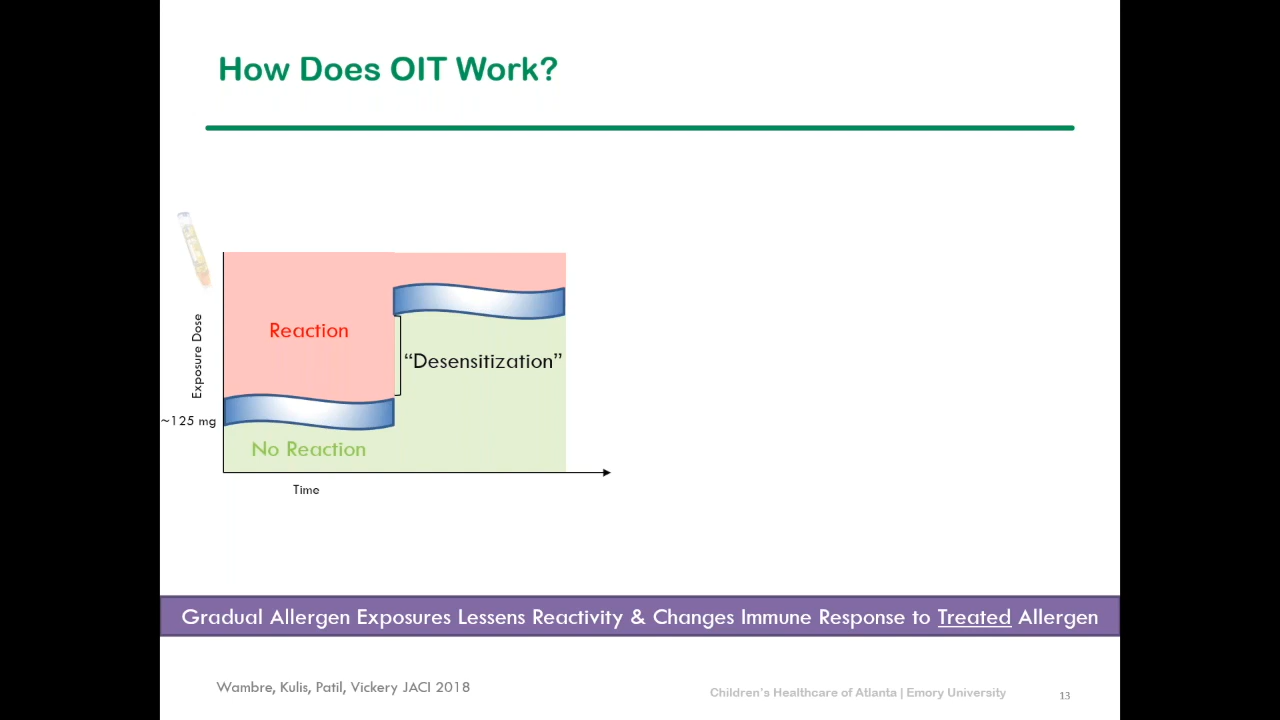 How Does OIT Work?
Reaction
"Desensitization"
Exposure Dose
~125 mg
No Reaction
Time
Gradual Allergen Exposures Lessens Reactivity & Changes Immune Response to Treated Allergen
Wambre, Kulis, Patil, Vickery JACI 2018
Children's Healthcare of Atlanta | Emory University
13